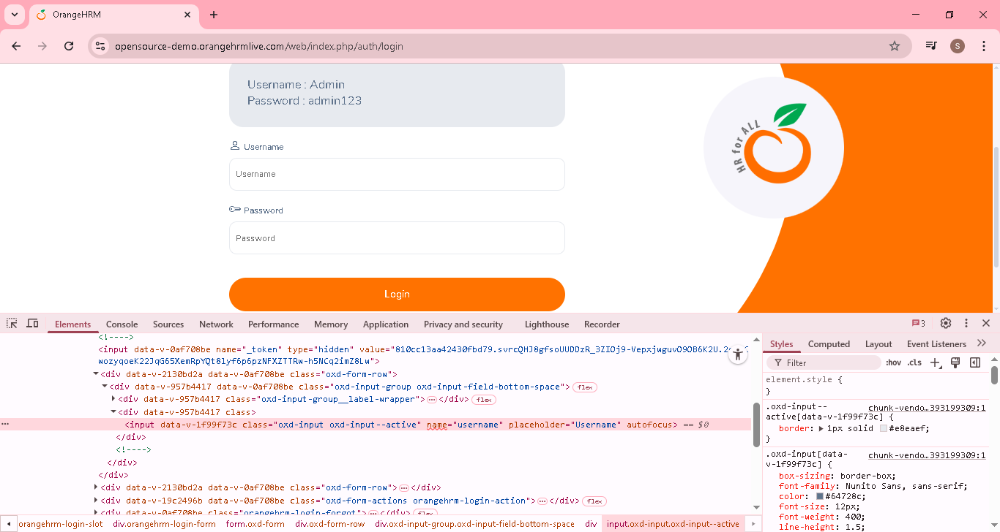 OrangeHRM
opensource-demo.orangehrmlive.com/web/index.php/auth/login
S
Username : Admin
Password : admin123
Username
Username
Password
Password
Login
HR for ALL
Elements Console Sources Network Performance Memory Application Privacy and security Lighthouse Recorder 3
<!---->
<input data-v-0af708be name="_token" type="hidden"
<div data-v-2130bd2a data-v-0af708be class="oxd-form-row">
<div data-v-957b4417 data-v-0af708be class="oxd-input-group oxd-input-field-bottom-space"> flex
<div data-v-957b4417 class="oxd-input-group__label-wrapper"> … </div> flex
<div data-v-957b4417 class>
… <input data-v-1f99f73c class="oxd-input oxd-input--active" name="username" placeholder="Username" autofocus> == $0
</div>
<!---->
</div>
</div>
<div data-v-2130bd2a data-v-0af708be class="oxd-form-row"> … </div>
<div data-v-19c2496b data-v-0af708be class="oxd-form-actions orangehrm-login-action"> … </div> flex
<div data-v-0af708be class="orangehrm-login-forgot"> … </div> flex
orangehrm-login-slot div.orangehrm-login-form form.oxd-form div.oxd-form-row div.oxd-input-group.oxd-input-field-bottom-space div input.oxd-input.oxd-input--active
Styles Computed Layout Event Listeners
Filter :hov .cls
element.style {
}
.oxd-input-- chunk-vendo…393199309:1
active[data-v-1f99f73c] {
border: 1px solid #e8eaef;
}
.oxd-input[data- chunk-vendo…393199309:1
v-1f99f73c] {
box-sizing: border-box;
font-family: Nunito Sans, sans-serif;
color: #64728c;
font-size: 12px;
font-weight: 400;
line-height: 1.5;